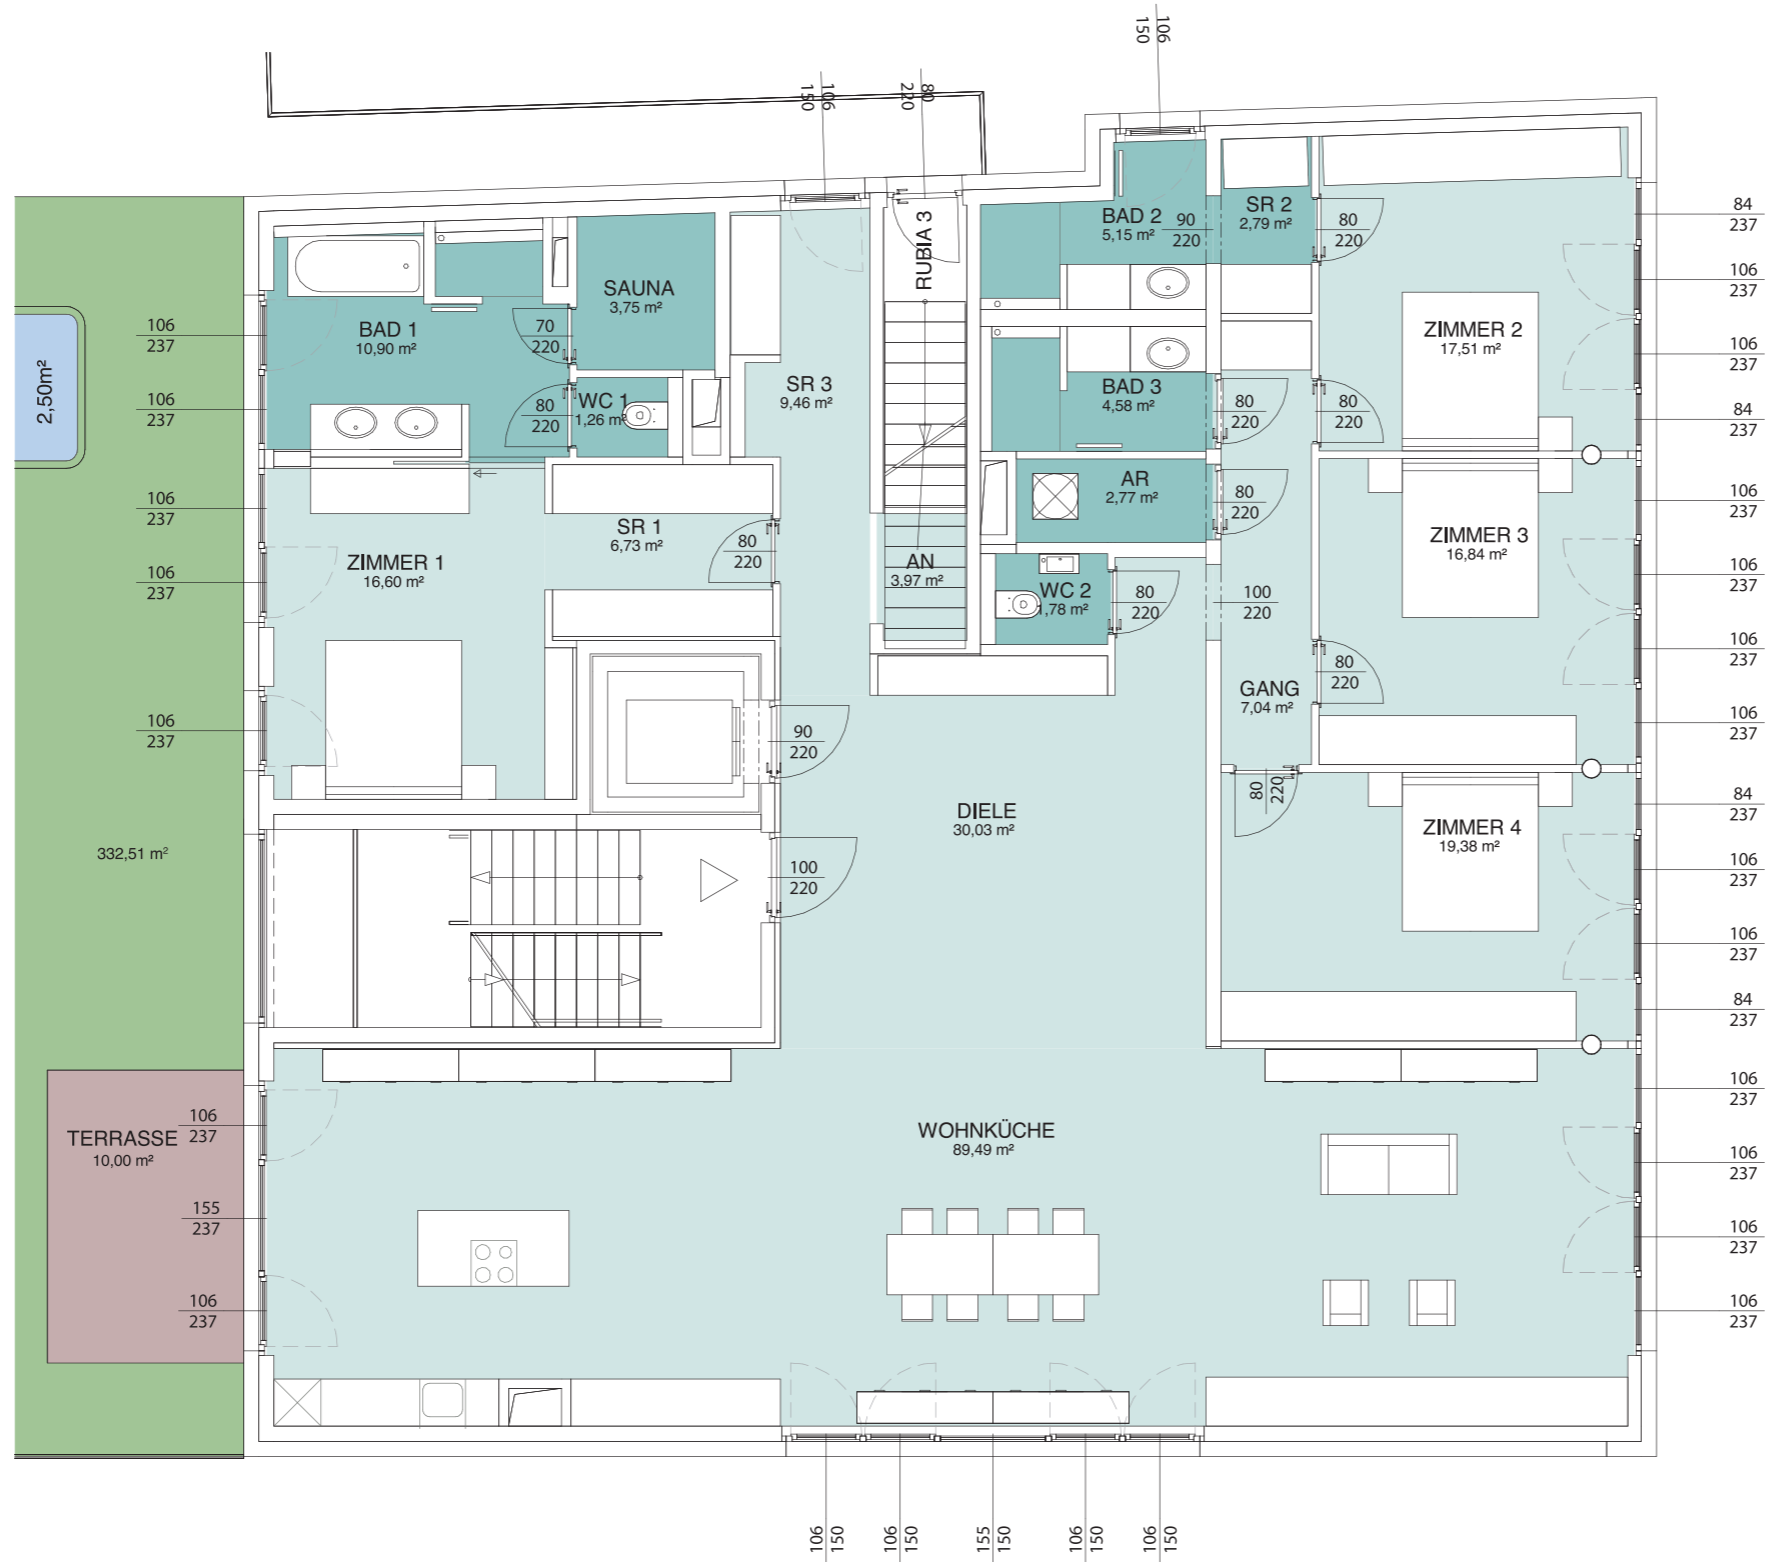 106
150
106
150
80
220
RUBIA 3
BAD 2
5,15 m²
90
220
SR 2
2,79 m²
80
220
84
237
106
237
SAUNA
3,75 m²
BAD 1
10,90 m²
70
220
106
237
ZIMMER 2
17,51 m²
106
237
2,50m²
106
237
80
220
WC 1
1,26 m²
SR 3
9,46 m²
BAD 3
4,58 m²
80
220
80
220
84
237
106
237
SR 1
6,73 m²
80
220
AR
2,77 m²
80
220
106
237
ZIMMER 1
16,60 m²
ZIMMER 3
16,84 m²
106
237
AN
3,97 m²
106
237
WC 2
1,78 m²
80
220
100
220
80
220
106
237
GANG
7,04 m²
106
237
90
220
106
237
80
220
84
237
DIELE
30,03 m²
ZIMMER 4
19,38 m²
332,51 m²
100
220
106
237
106
237
84
237
106
237
TERRASSE
10,00 m²
106
237
WOHNKÜCHE
89,49 m²
106
237
155
237
106
237
106
237
106
237
106
150
106
150
155
150
106
150
106
150